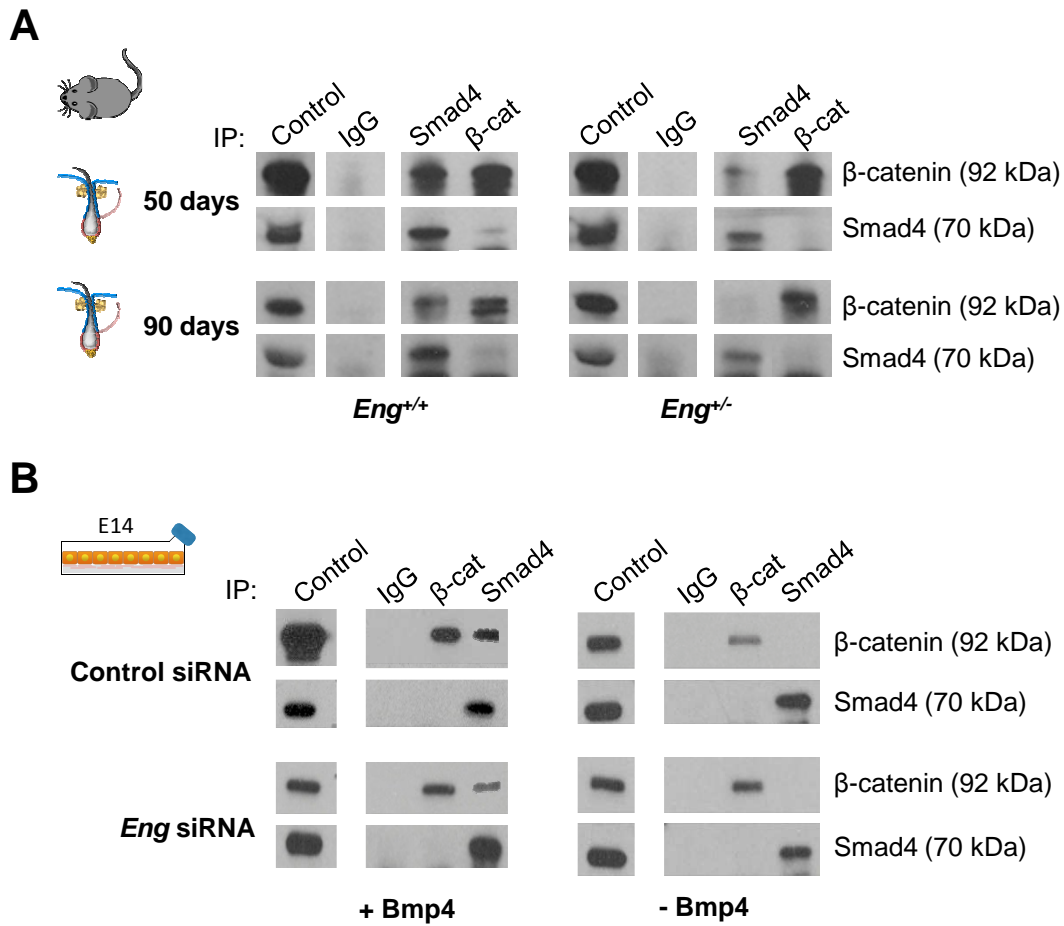 A
IP: Control IgG Smad4 β-cat Control IgG Smad4 β-cat
β-catenin (92 kDa)
50 days
Smad4 (70 kDa)
β-catenin (92 kDa)
90 days
Smad4 (70 kDa)
Eng+/+ Eng+/-
B
E14
IP: Control IgG β-cat Smad4 Control IgG β-cat Smad4
β-catenin (92 kDa)
Control siRNA
Smad4 (70 kDa)
β-catenin (92 kDa)
Eng siRNA
Smad4 (70 kDa)
+ Bmp4 - Bmp4